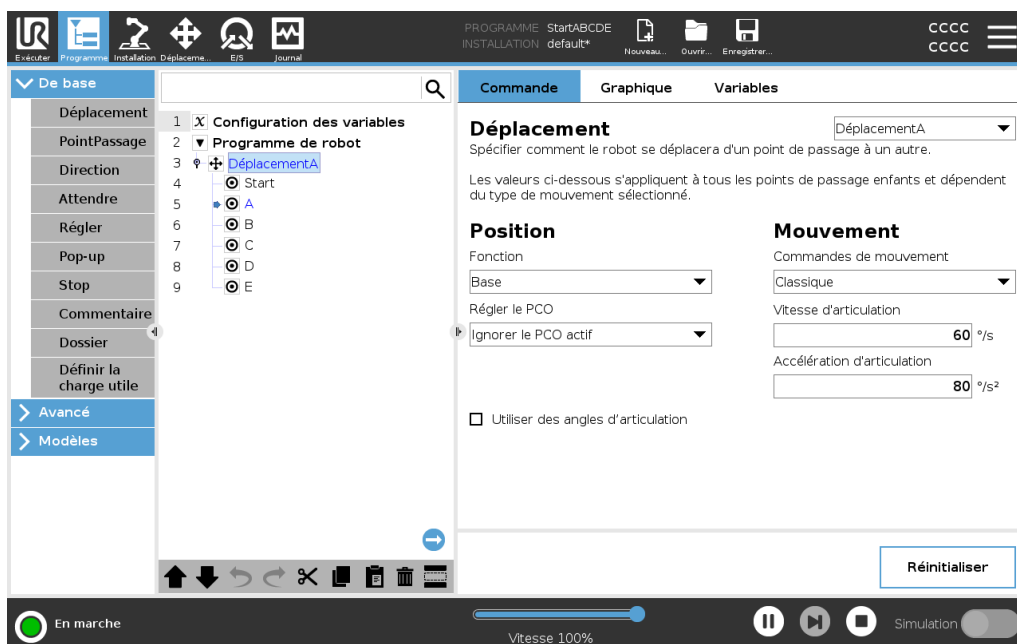 UR
PROGRAMME StartABCDE
INSTALLATION default*
Nouveau...
Ouvrir...
Enregistrer...
cccc
cccc
Exécuter
Programme
Installation
Déplaceme...
E/S
Journal
De base
Déplacement
PointPassage
Direction
Attendre
Régler
Pop-up
Stop
Commentaire
Dossier
Définir la
charge utile
Avancé
Modèles
1 X Configuration des variables
2 Programme de robot
3 DéplacementA
4 Start
5 A
6 B
7 C
8 D
9 E
Commande
Graphique
Variables
Déplacement
DéplacementA
Spécifier comment le robot se déplacera d'un point de passage à un autre.
Les valeurs ci-dessous s'appliquent à tous les points de passage enfants et dépendent
du type de mouvement sélectionné.
Position
Fonction
Base
Régler le PCO
Ignorer le PCO actif
Utiliser des angles d'articulation
Mouvement
Commandes de mouvement
Classique
Vitesse d'articulation
60 °/s
Accélération d'articulation
80 °/s²
Réinitialiser
En marche
Vitesse 100%
Simulation